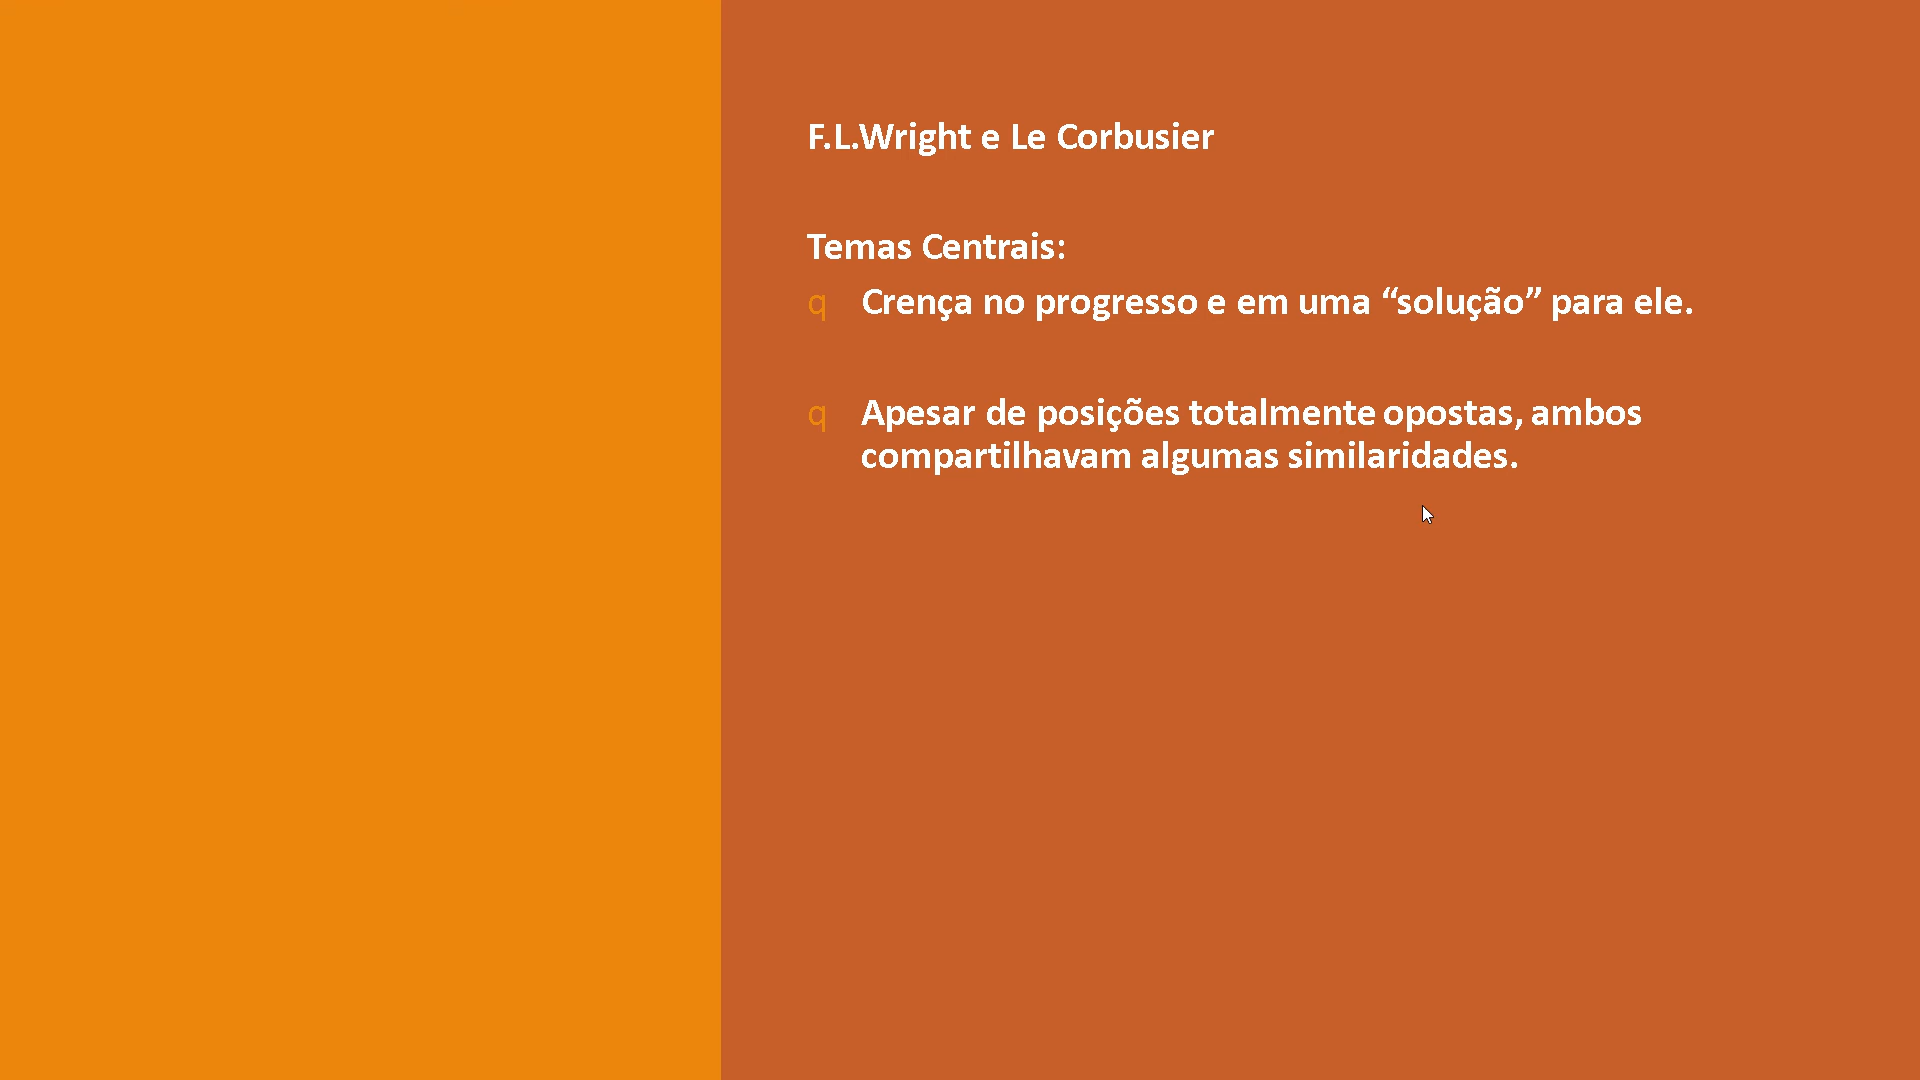 F.L.Wright e Le Corbusier
Temas Centrais:
q Crença no progresso e em uma “solução” para ele.
q Apesar de posições totalmente opostas, ambos
compartilhavam algumas similaridades.